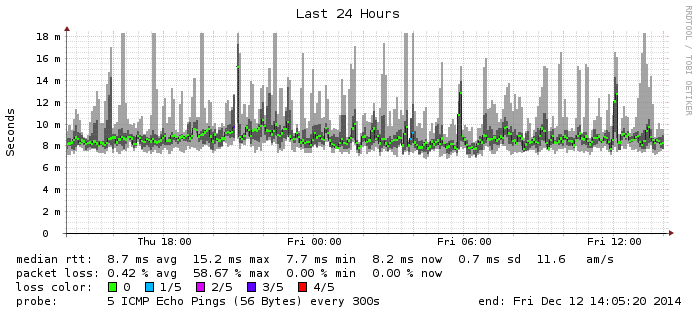 Last 24 Hours
RRDTOOL / TOBI OETIKER
Seconds
18 m
16 m
14 m
12 m
10 m
8 m
6 m
4 m
2 m
0
Thu 18:00 Fri 00:00 Fri 06:00 Fri 12:00
median rtt: 8.7 ms avg 15.2 ms max 7.7 ms min 8.2 ms now 0.7 ms sd 11.6 am/s
packet loss: 0.42 % avg 58.67 % max 0.00 % min 0.00 % now
loss color: 0 1/5 2/5 3/5 4/5
probe: 5 ICMP Echo Pings (56 Bytes) every 300s end: Fri Dec 12 14:05:20 2014